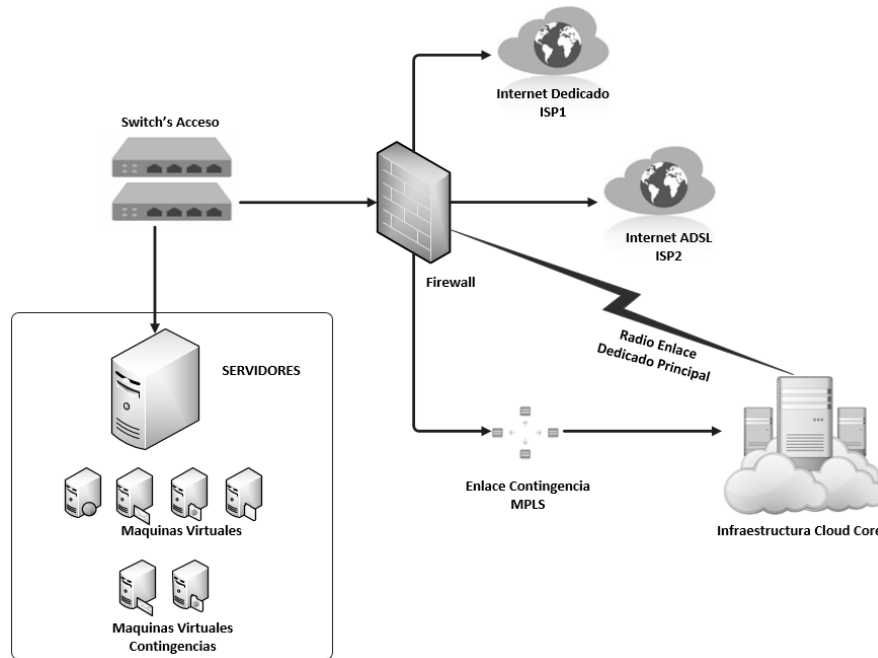 Internet Dedicado
ISP1
Switch's Acceso
Internet ADSL
ISP2
Firewall
Radio Enlace
Dedicado Principal
SERVIDORES
Enlace Contingencia
MPLS
Infraestructura Cloud Core
Maquinas Virtuales
Maquinas Virtuales
Contingencias